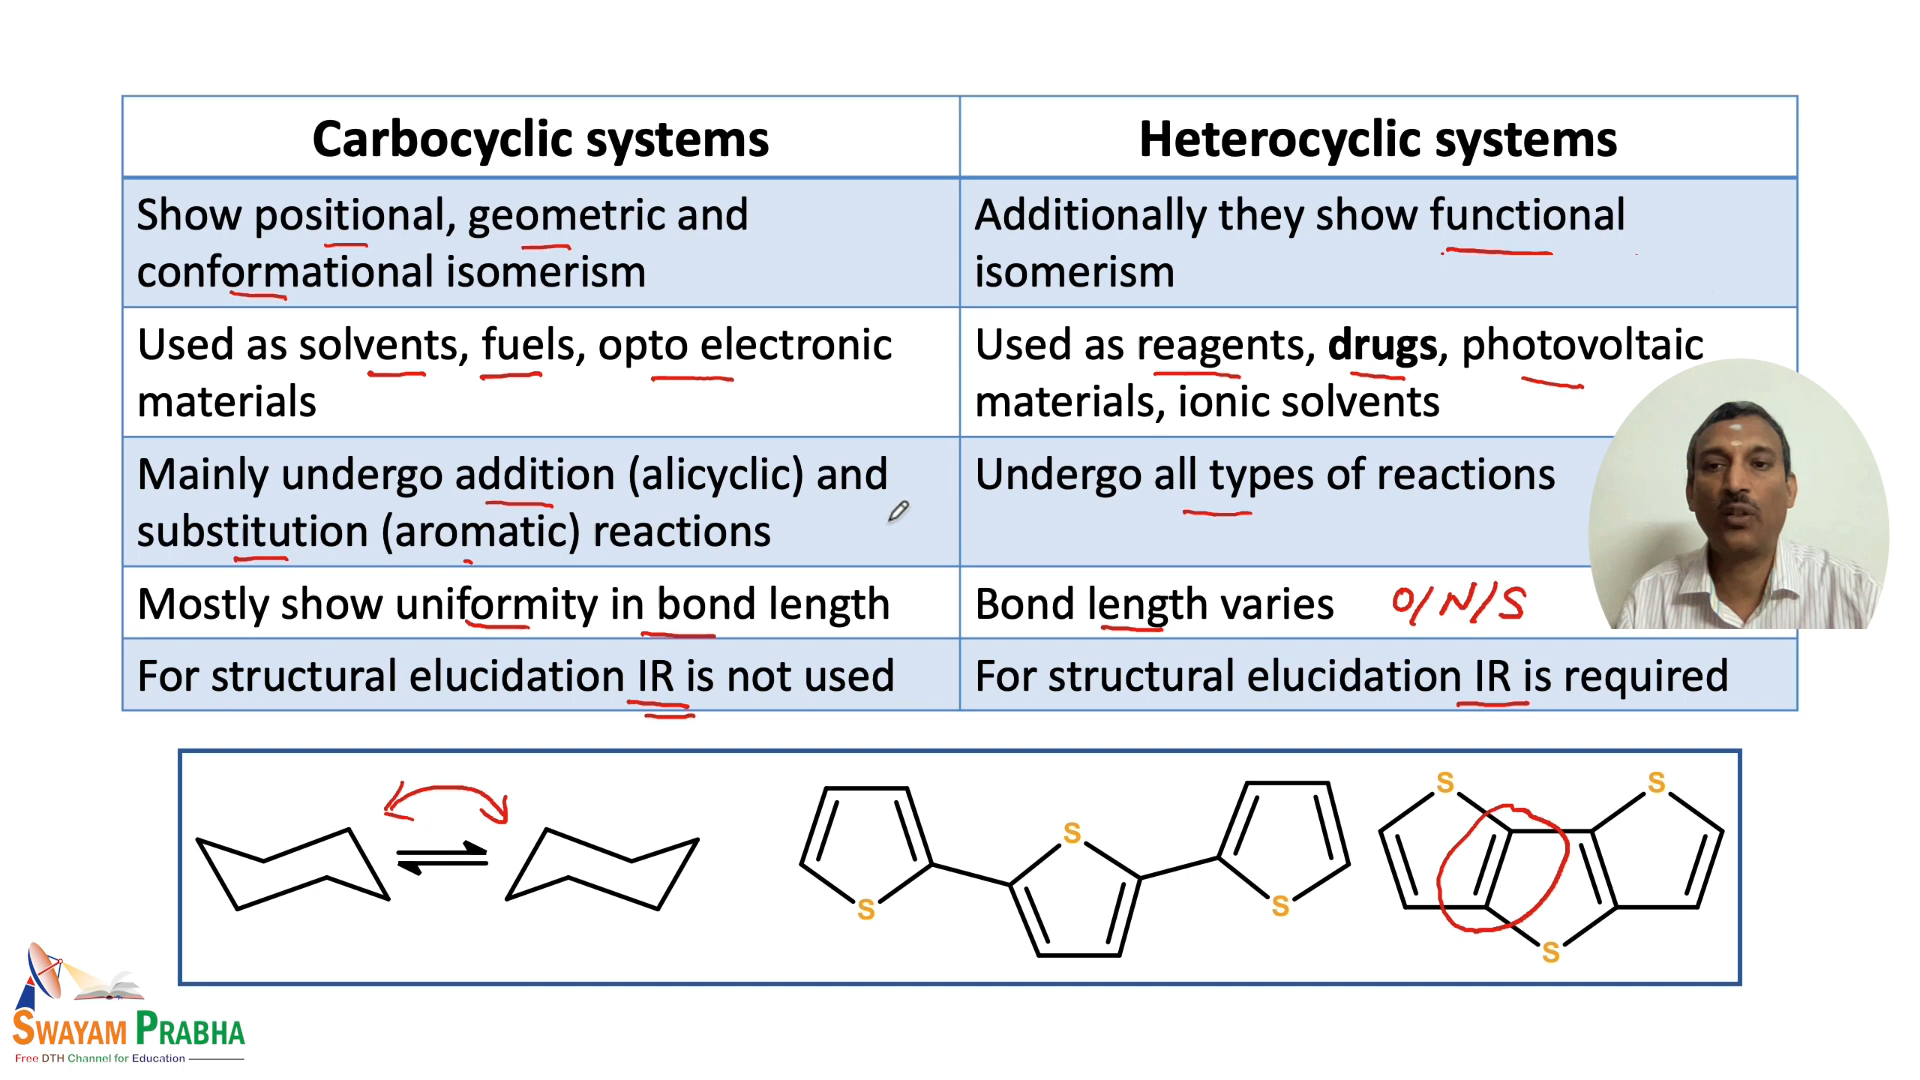 Carbocyclic systems
Heterocyclic systems
Show positional, geometric and
conformational isomerism
Additionally they show functional
isomerism
Used as solvents, fuels, opto electronic
materials
Used as reagents, drugs, photovoltaic
materials, ionic solvents
Mainly undergo addition (alicyclic) and
substitution (aromatic) reactions
Undergo all types of reactions
Mostly show uniformity in bond length
Bond length varies
O/N/S
For structural elucidation IR is not used
For structural elucidation IR is required
S
S
S
S
S
S
SWAYAM PRABHA
Free DTH Channel for Education